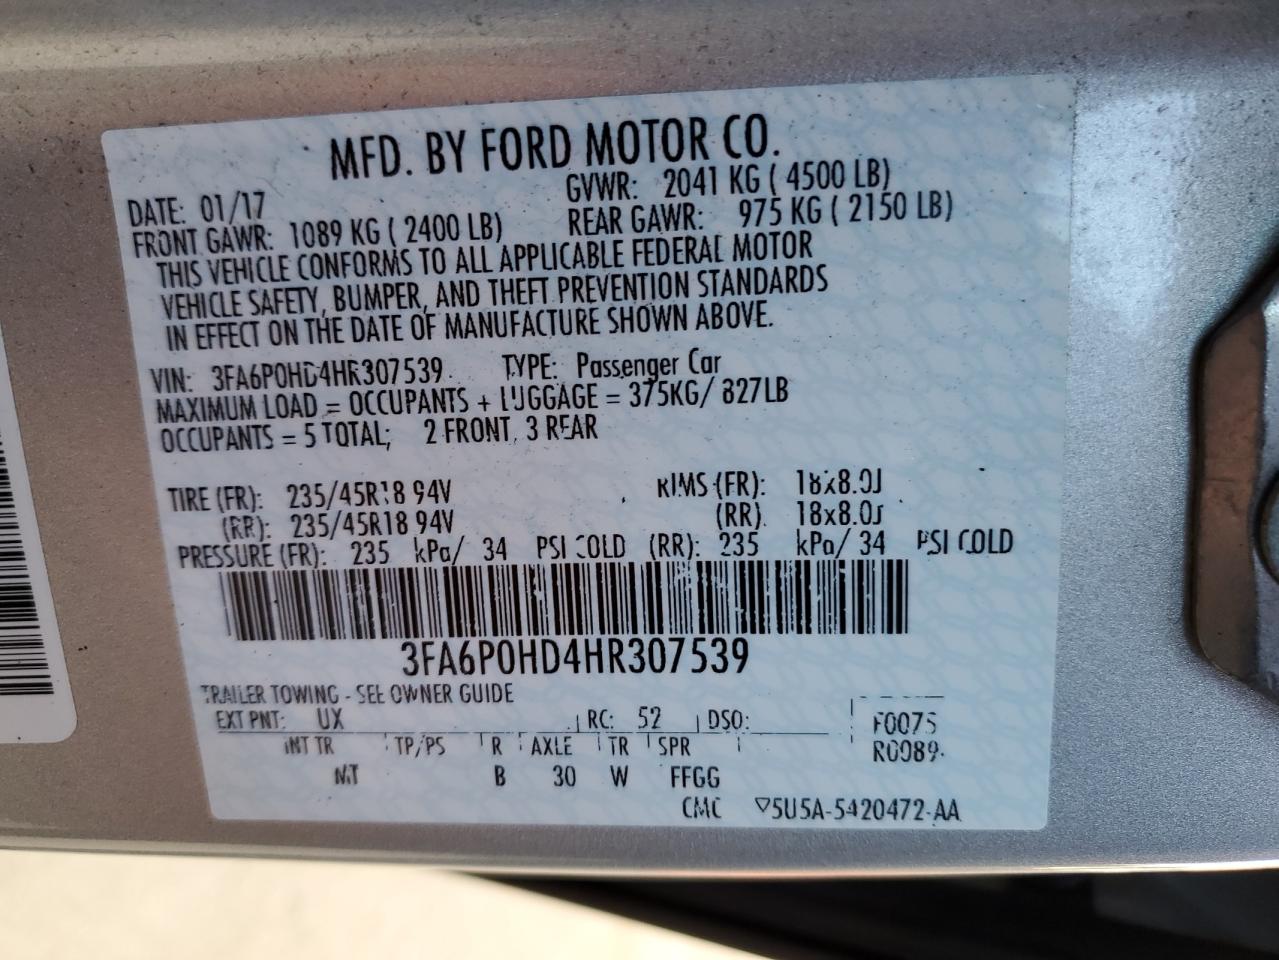 MFD. BY FORD MOTOR CO.
DATE: 01/17 GVWR: 2041 KG ( 4500 LB)
FRONT GAWR: 1089 KG ( 2400 LB) REAR GAWR: 975 KG ( 2150 LB)
THIS VEHICLE CONFORMS TO ALL APPLICABLE FEDERAL MOTOR
VEHICLE SAFETY, BUMPER, AND THEFT PREVENTION STANDARDS
IN EFFECT ON THE DATE OF MANUFACTURE SHOWN ABOVE.
VIN: 3FA6P0HD4HR307539 TYPE: Passenger Car
MAXIMUM LOAD = OCCUPANTS + LUGGAGE = 375KG/ 827LB
OCCUPANTS = 5 TOTAL; 2 FRONT, 3 REAR
TIRE (FR): 235/45R18 94V RIMS (FR): 18x8.0J
(RR): 235/45R18 94V (RR): 18x8.0J
PRESSURE (FR): 235 kPa/ 34 PSI COLD (RR): 235 kPa/ 34 PSI COLD
3FA6P0HD4HR307539
TRAILER TOWING - SEE OWNER GUIDE
EXT PNT: UX RC: 52 DSO: F0075
INT TR TP/PS R AXLE TR SPR R0089
MT B 30 W FFGG
CMC ▽5U5A-5420472-AA